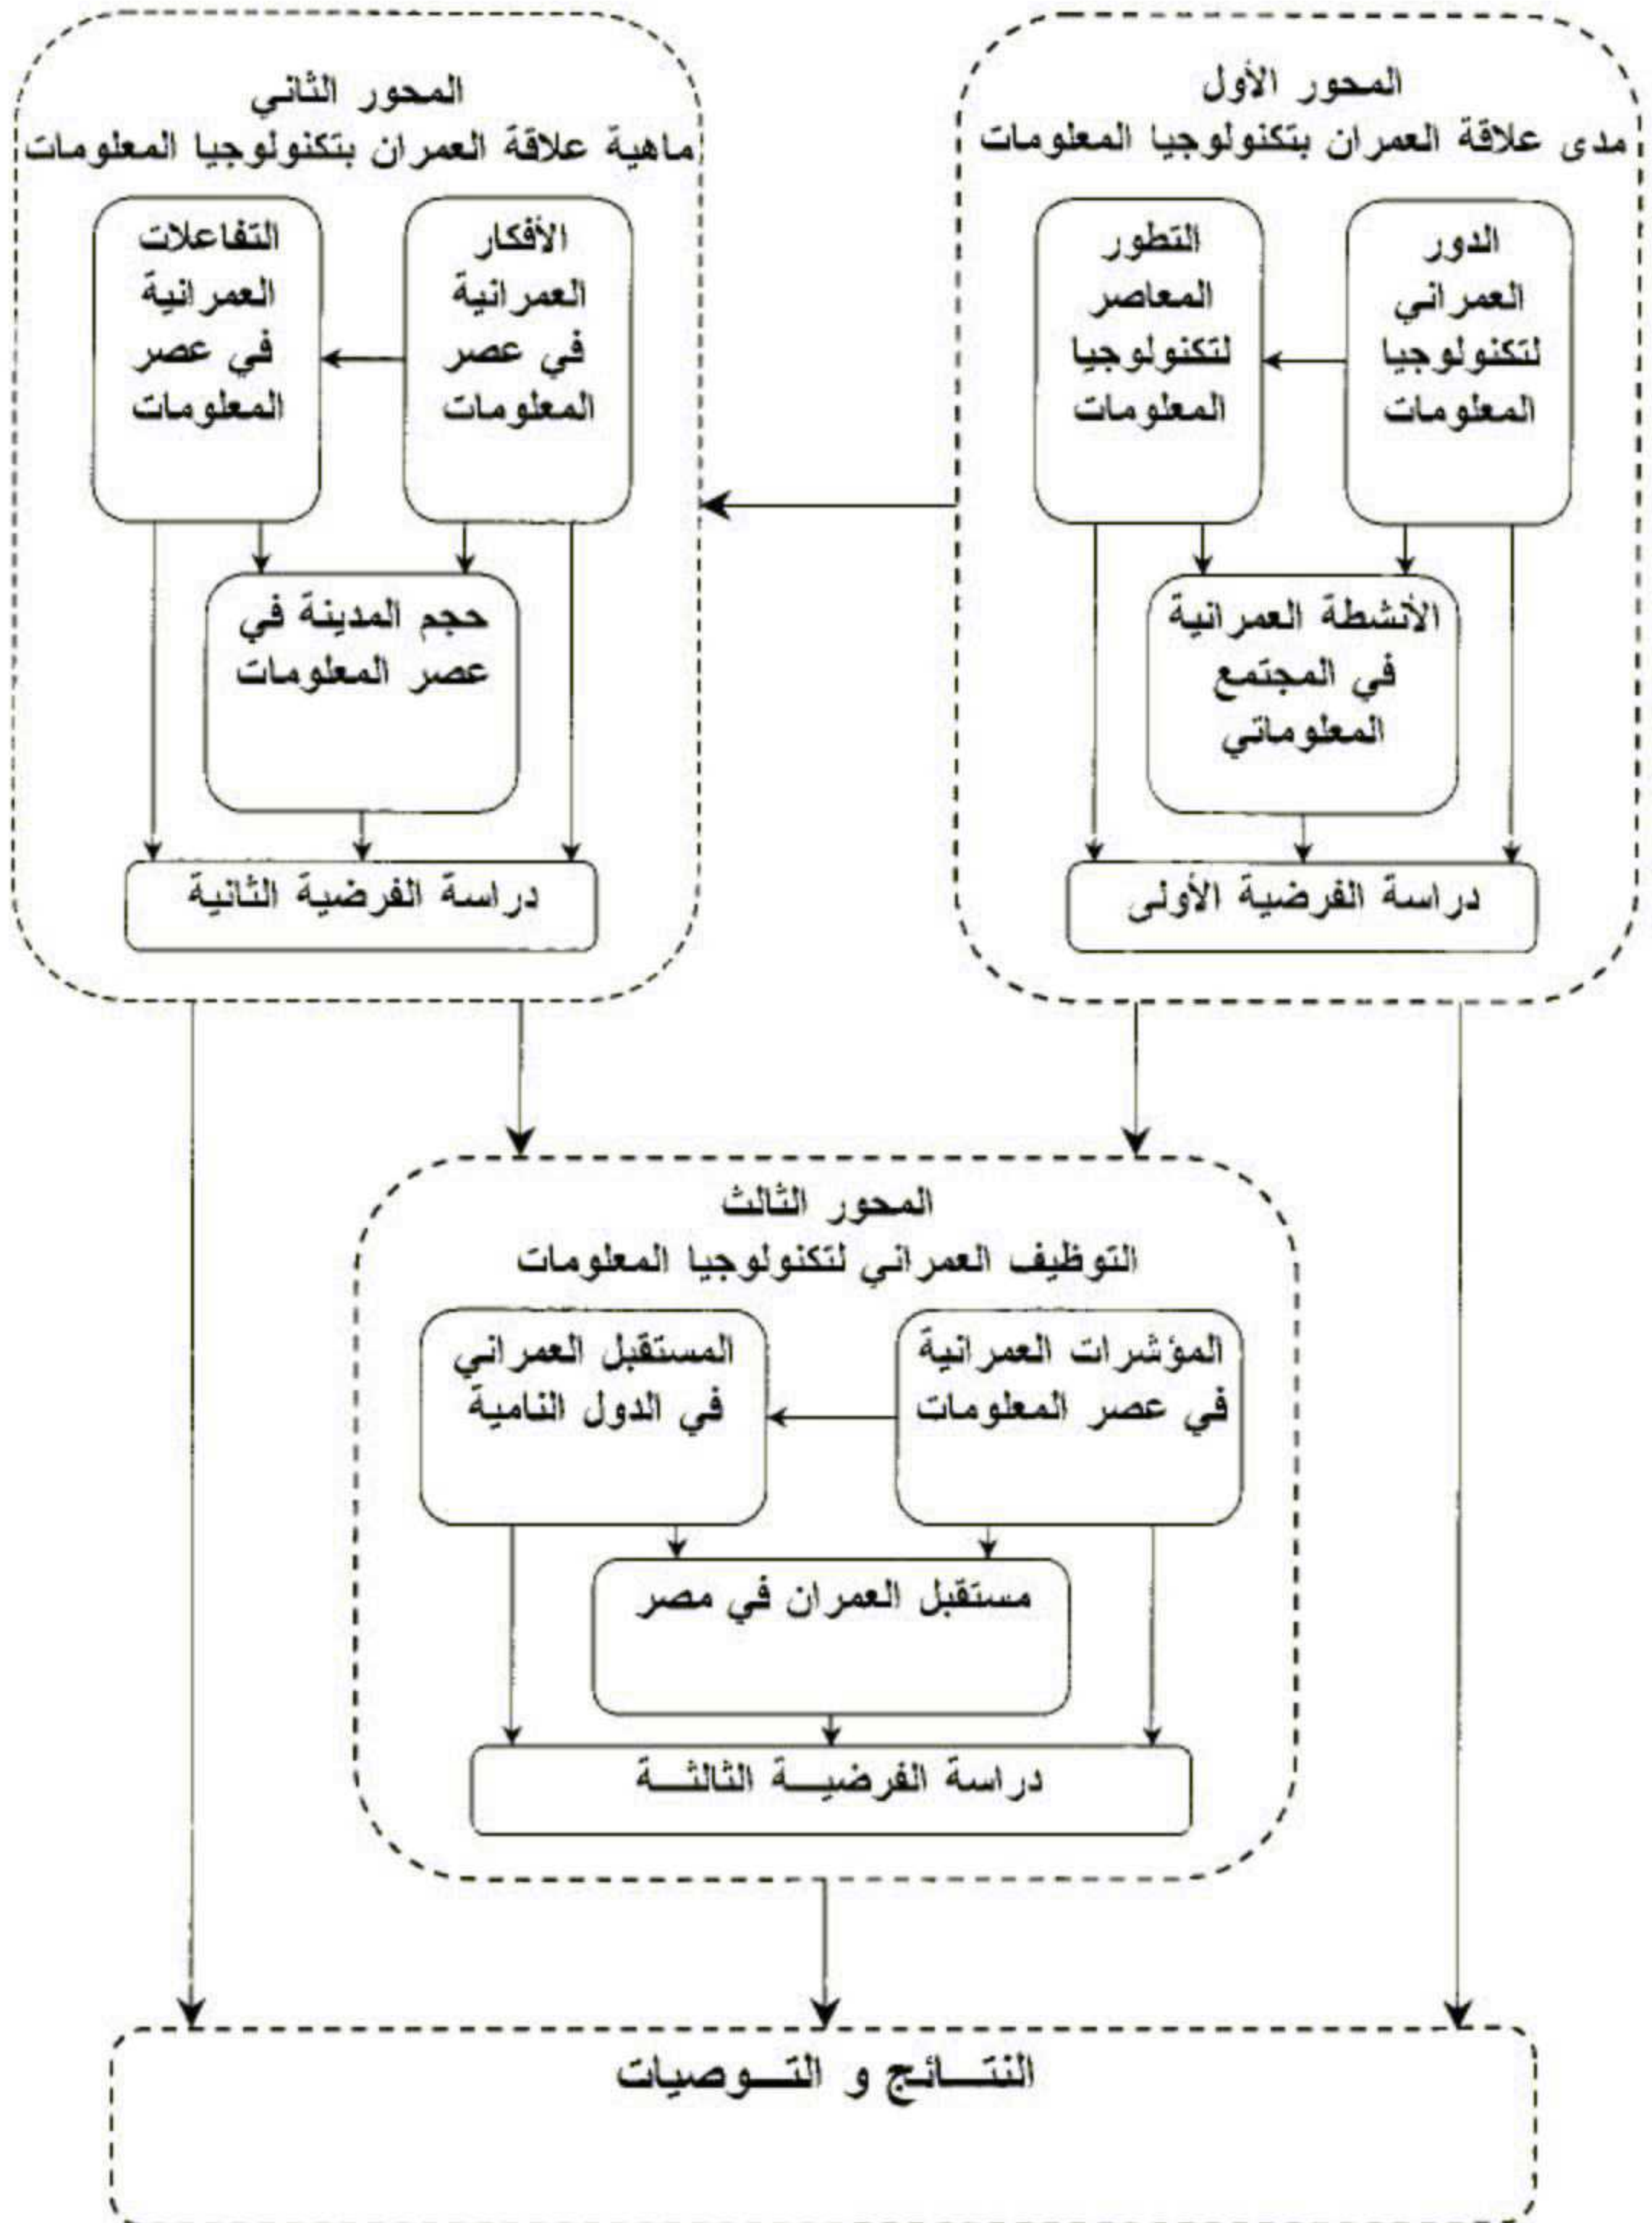 المحور الأول
مدى علاقة العمران بتكنولوجيا المعلومات
الدور
العمراني
لتكنولوجيا
المعلومات
التطور
المعاصر
لتكنولوجيا
المعلومات
الأنشطة العمرانية
في المجتمع
المعلوماتي
دراسة الفرضية الأولى
المحور الثاني
ماهية علاقة العمران بتكنولوجيا المعلومات
الأفكار
العمرانية
في عصر
المعلومات
التفاعلات
العمرانية
في عصر
المعلومات
حجم المدينة في
عصر المعلومات
دراسة الفرضية الثانية
المحور الثالث
التوظيف العمراني لتكنولوجيا المعلومات
المؤشرات العمرانية
في عصر المعلومات
المستقبل العمراني
في الدول النامية
مستقبل العمران في مصر
دراسة الفرضيـــة الثالثـــة
النتـــائج و التـــوصيات